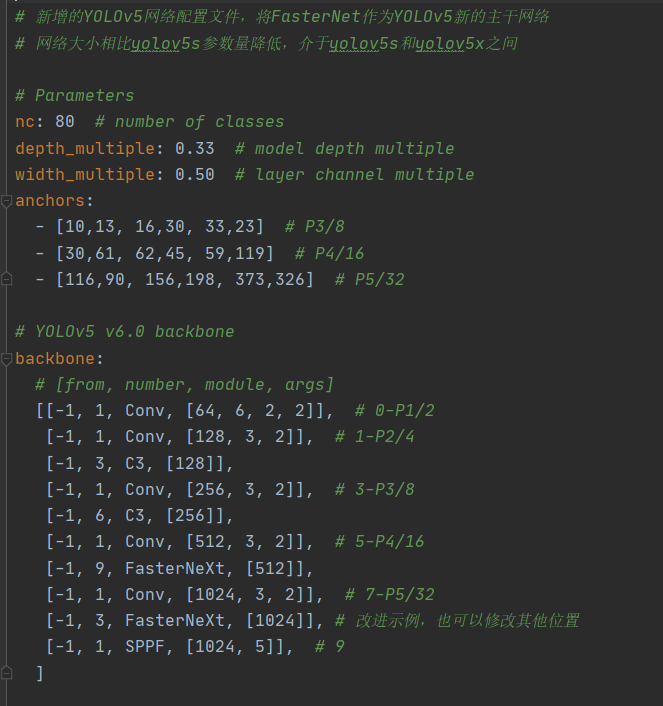 # 新增的YOLOv5网络配置文件，将FasterNet作为YOLOv5新的主干网络
# 网络大小相比yolov5s参数量降低，介于yolov5s和yolov5x之间
# Parameters
nc: 80  # number of classes
depth_multiple: 0.33  # model depth multiple
width_multiple: 0.50  # layer channel multiple
anchors:
  - [10,13, 16,30, 33,23]  # P3/8
  - [30,61, 62,45, 59,119]  # P4/16
  - [116,90, 156,198, 373,326]  # P5/32
# YOLOv5 v6.0 backbone
backbone:
  # [from, number, module, args]
  [[-1, 1, Conv, [64, 6, 2, 2]],  # 0-P1/2
   [-1, 1, Conv, [128, 3, 2]],  # 1-P2/4
   [-1, 3, C3, [128]],
   [-1, 1, Conv, [256, 3, 2]],  # 3-P3/8
   [-1, 6, C3, [256]],
   [-1, 1, Conv, [512, 3, 2]],  # 5-P4/16
   [-1, 9, FasterNeXt, [512]],
   [-1, 1, Conv, [1024, 3, 2]],  # 7-P5/32
   [-1, 3, FasterNeXt, [1024]], # 改进示例，也可以修改其他位置
   [-1, 1, SPPF, [1024, 5]],  # 9
  ]